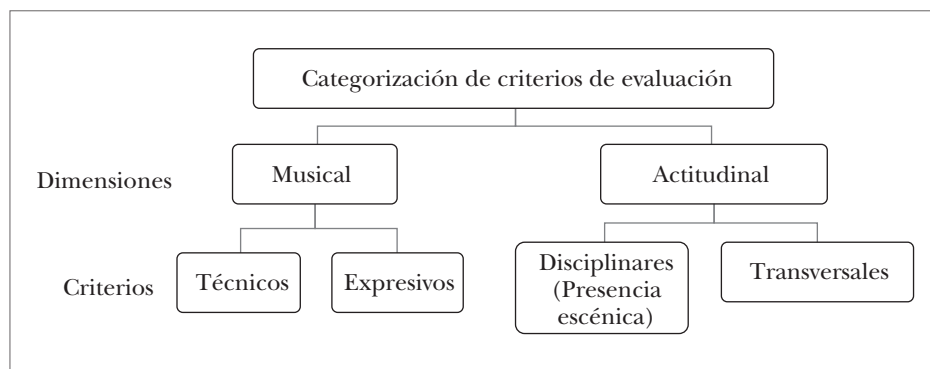 Categorización de criterios de evaluación
Dimensiones
Musical
Actitudinal
Criterios
Técnicos
Expresivos
Disciplinares
(Presencia
escénica)
Transversales